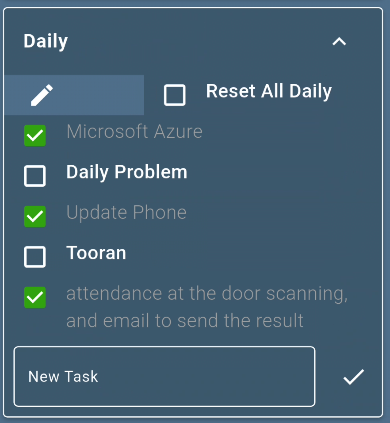 Daily
Reset All Daily
Microsoft Azure
Daily Problem
Update Phone
Tooran
attendance at the door scanning,
and email to send the result
New Task